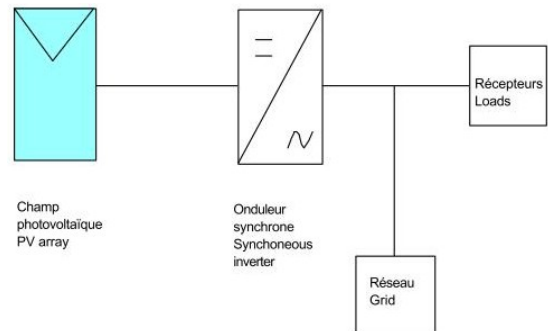 Récepteurs
Loads
Champ
photovoltaïque
PV array
Onduleur
synchrone
Synchoneous
inverter
Réseau
Grid